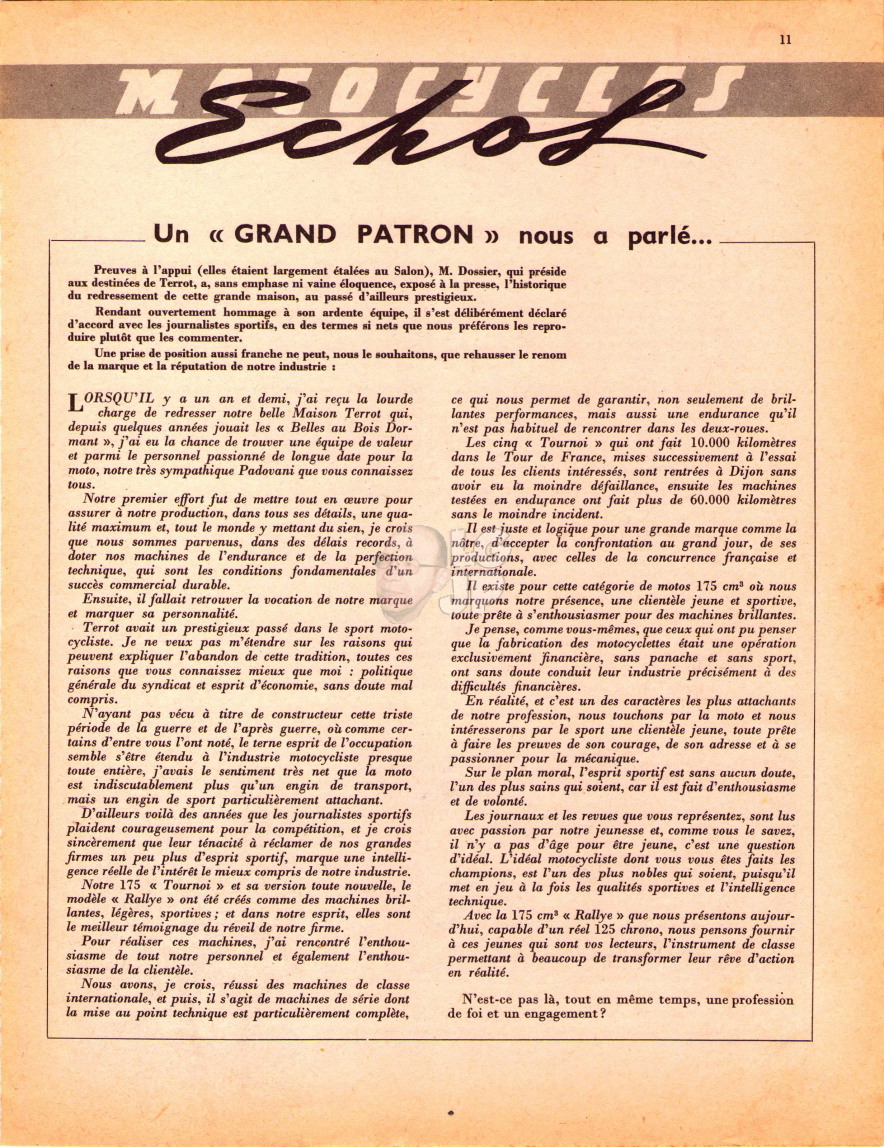 11
MOTOCYCLES
Echos
Un « GRAND PATRON » nous a parlé...
Preuves à l'appui (elles étaient largement étalées au Salon), M. Dossier, qui préside
aux destinées de Terrot, a, sans emphase ni vaine éloquence, exposé à la presse, l'historique
du redressement de cette grande maison, au passé d'ailleurs prestigieux.
Rendant ouvertement hommage à son ardente équipe, il s'est délibérément déclaré
d'accord avec les journalistes sportifs, en des termes si nets que nous préférons les repro-
duire plutôt que les commenter.
Une prise de position aussi franche ne peut, nous le souhaitons, que rehausser le renom
de la marque et la réputation de notre industrie :
LORSQU'IL y a un an et demi, j'ai reçu la lourde
charge de redresser notre belle Maison Terrot qui,
depuis quelques années jouait les « Belles au Bois Dor-
mant », j'ai eu la chance de trouver une équipe de valeur
et parmi le personnel passionné de longue date pour la
moto, notre très sympathique Padovani que vous connaissez
tous.
Notre premier effort fut de mettre tout en œuvre pour
assurer à notre production, dans tous ses détails, une qua-
lité maximum et, tout le monde y mettant du sien, je crois
que nous sommes parvenus, dans des délais records, à
doter nos machines de l'endurance et de la perfection
technique, qui sont les conditions fondamentales d'un
succès commercial durable.
Ensuite, il fallait retrouver la vocation de notre marque
et marquer sa personnalité.
Terrot avait un prestigieux passé dans le sport moto-
cycliste. Je ne veux pas m'étendre sur les raisons qui
peuvent expliquer l'abandon de cette tradition, toutes ces
raisons que vous connaissez mieux que moi : politique
générale du syndicat et esprit d'économie, sans doute mal
compris.
N'ayant pas vécu à titre de constructeur cette triste
période de la guerre et de l'après guerre, où comme cer-
tains d'entre vous l'ont noté, le terne esprit de l'occupation
semble s'être étendu à l'industrie motocycliste presque
toute entière, j'avais le sentiment très net que la moto
est indiscutablement plus qu'un engin de transport,
mais un engin de sport particulièrement attachant.
D'ailleurs voilà des années que les journalistes sportifs
plaident courageusement pour la compétition, et je crois
sincèrement que leur ténacité à réclamer de nos grandes
firmes un peu plus d'esprit sportif, marque une intelli-
gence réelle de l'intérêt le mieux compris de notre industrie.
Notre 175 « Tournoi » et sa version toute nouvelle, le
modèle « Rallye » ont été créés comme des machines bril-
lantes, légères, sportives ; et dans notre esprit, elles sont
le meilleur témoignage du réveil de notre firme.
Pour réaliser ces machines, j'ai rencontré l'enthou-
siasme de tout notre personnel et également l'enthou-
siasme de la clientèle.
Nous avons, je crois, réussi des machines de classe
internationale, et puis, il s'agit de machines de série dont
la mise au point technique est particulièrement complète,
ce qui nous permet de garantir, non seulement de bril-
lantes performances, mais aussi une endurance qu'il
n'est pas habituel de rencontrer dans les deux-roues.
Les cinq « Tournoi » qui ont fait 10.000 kilomètres
dans le Tour de France, mises successivement à l'essai
de tous les clients intéressés, sont rentrées à Dijon sans
avoir eu la moindre défaillance, ensuite les machines
testées en endurance ont fait plus de 60.000 kilomètres
sans le moindre incident.
Il est juste et logique pour une grande marque comme la
nôtre, d'accepter la confrontation au grand jour, de ses
productions, avec celles de la concurrence française et
internationale.
Il existe pour cette catégorie de motos 175 cm³ où nous
marquons notre présence, une clientèle jeune et sportive,
toute prête à s'enthousiasmer pour des machines brillantes.
Je pense, comme vous-mêmes, que ceux qui ont pu penser
que la fabrication des motocyclettes était une opération
exclusivement financière, sans panache et sans sport,
ont sans doute conduit leur industrie précisément à des
difficultés financières.
En réalité, et c'est un des caractères les plus attachants
de notre profession, nous touchons par la moto et nous
intéresserons par le sport une clientèle jeune, toute prête
à faire les preuves de son courage, de son adresse et à se
passionner pour la mécanique.
Sur le plan moral, l'esprit sportif est sans aucun doute,
l'un des plus sains qui soient, car il est fait d'enthousiasme
et de volonté.
Les journaux et les revues que vous représentez, sont lus
avec passion par notre jeunesse et, comme vous le savez,
il n'y a pas d'âge pour être jeune, c'est une question
d'idéal. L'idéal motocycliste dont vous vous êtes faits les
champions, est l'un des plus nobles qui soient, puisqu'il
met en jeu à la fois les qualités sportives et l'intelligence
technique.
Avec la 175 cm³ « Rallye » que nous présentons aujour-
d'hui, capable d'un réel 125 chrono, nous pensons fournir
à ces jeunes qui sont vos lecteurs, l'instrument de classe
permettant à beaucoup de transformer leur rêve d'action
en réalité.
N'est-ce pas là, tout en même temps, une profession
de foi et un engagement ?